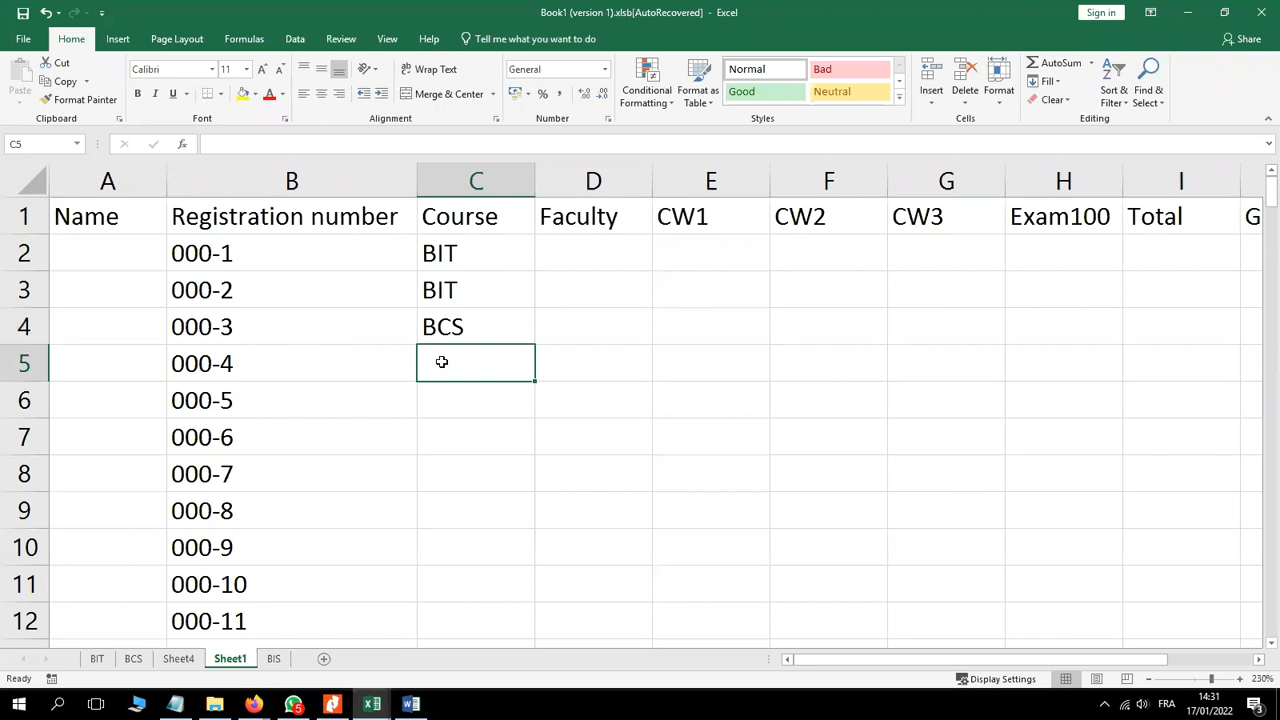 Book1 (version 1).xlsb[AutoRecovered] - Excel
Sign in
File Home Insert Page Layout Formulas Data Review View Help Tell me what you want to do Share
Paste
Cut
Copy
Format Painter
Clipboard
Calibri 11
B I U
Font
Wrap Text
Merge & Center
Alignment
General
Number
Conditional Formatting
Format as Table
Normal Bad
Good Neutral
Styles
Insert
Delete
Format
Cells
AutoSum
Fill
Clear
Sort & Filter
Find & Select
Editing
C5
fx
A B C D E F G H I
1 Name Registration number Course Faculty CW1 CW2 CW3 Exam100 Total G
2 000-1 BIT
3 000-2 BIT
4 000-3 BCS
5 000-4
6 000-5
7 000-6
8 000-7
9 000-8
10 000-9
11 000-10
12 000-11
BIT BCS Sheet4 Sheet1 BIS
Ready Display Settings 230%
5 FRA 14:31
17/01/2022 3